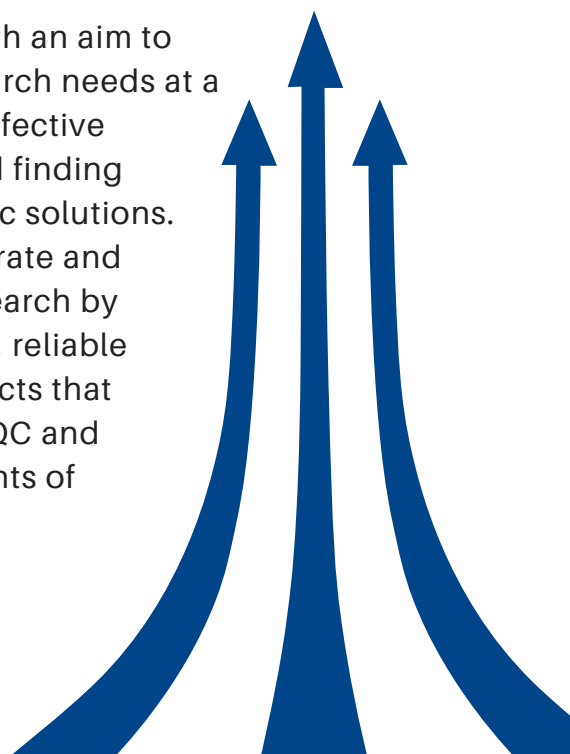 h an aim to
rch needs at a
fective
l finding
c solutions.
rate and
earch by
, reliable
cts that
QC and
nts of